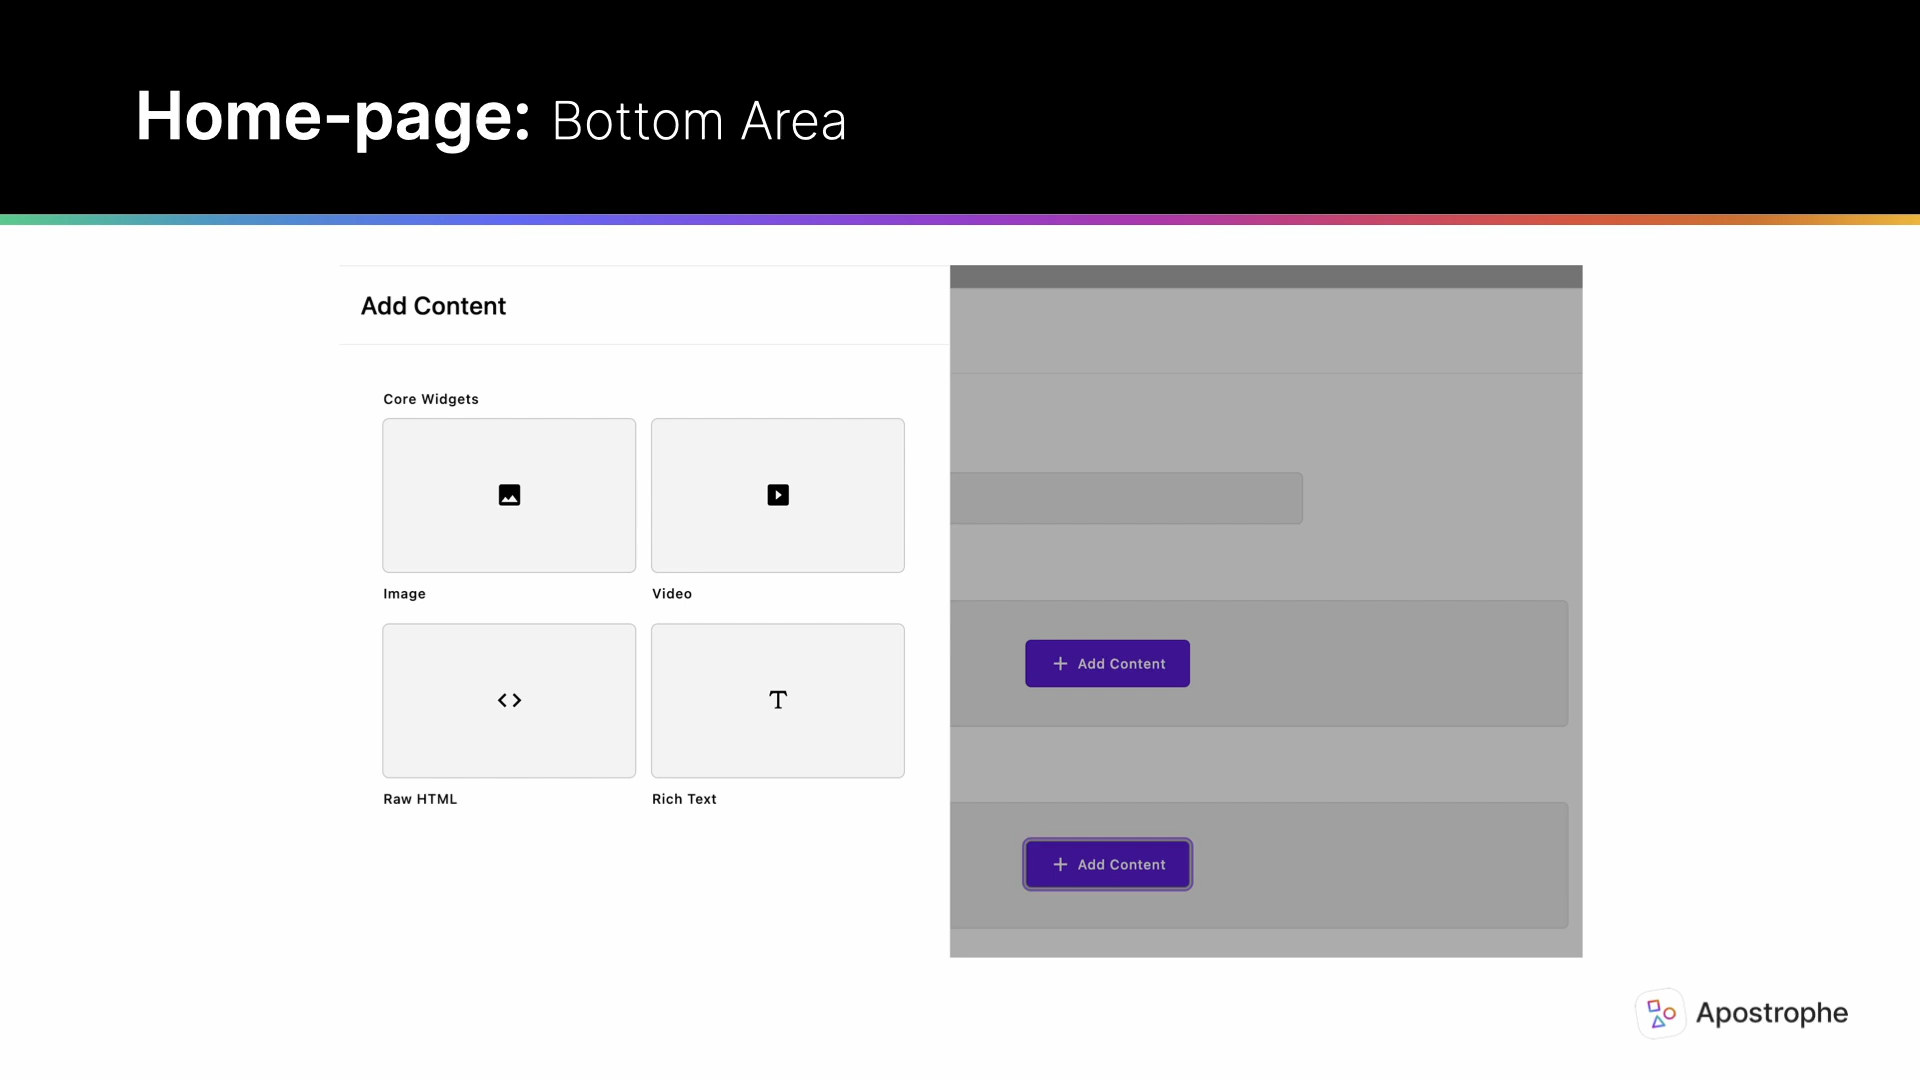 Home-page: Bottom Area
Add Content
Core Widgets
Image
Video
Raw HTML
Rich Text
Add Content
Add Content
Apostrophe